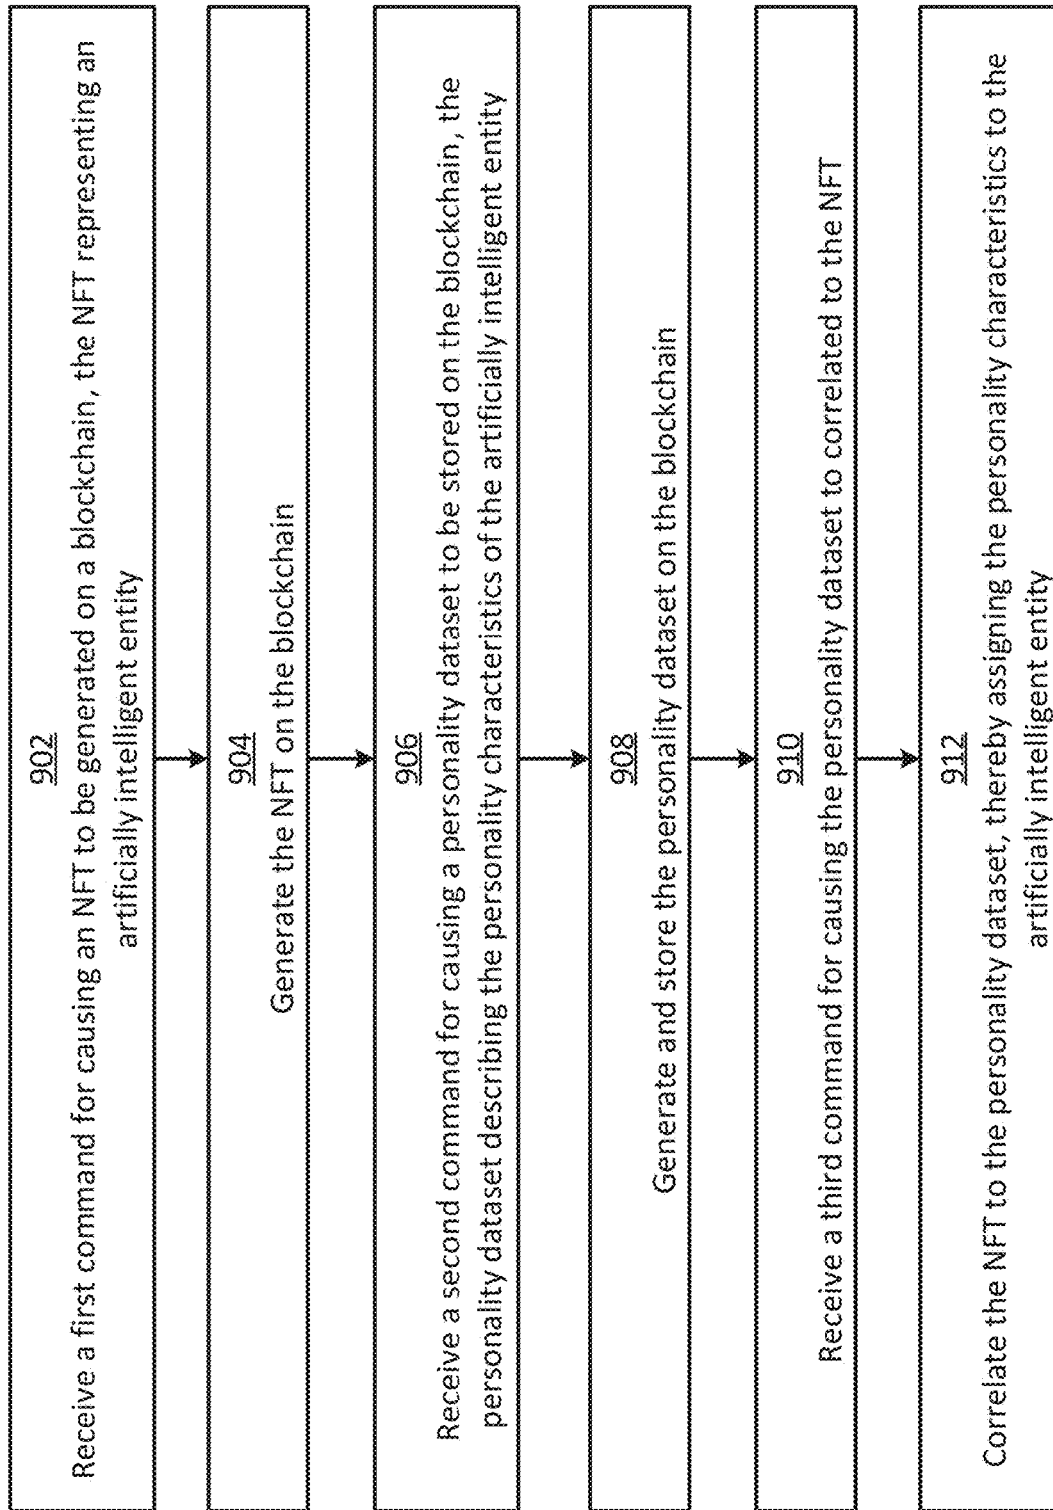 902
Receive a first command for causing an NFT to be generated on a blockchain, the NFT representing an
artificially intelligent entity
904
Generate the NFT on the blockchain
906
Receive a second command for causing a personality dataset to be stored on the blockchain, the
personality dataset describing the personality characteristics of the artificially intelligent entity
908
Generate and store the personality dataset on the blockchain
910
Receive a third command for causing the personality dataset to correlated to the NFT
912
Correlate the NFT to the personality dataset, thereby assigning the personality characteristics to the
artificially intelligent entity